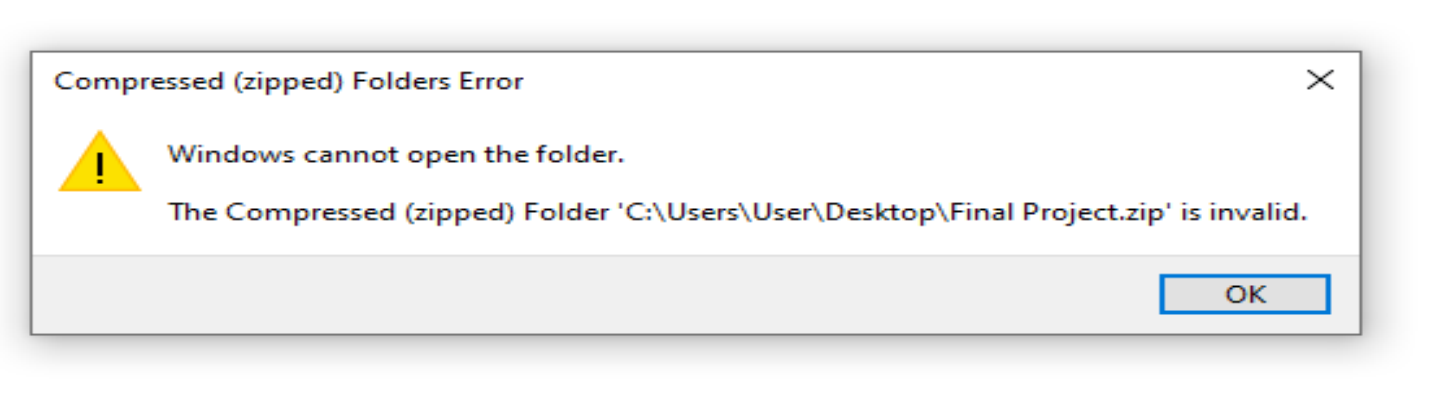 Compressed (zipped) Folders Error
Windows cannot open the folder.
The Compressed (zipped) Folder 'C:\Users\User\Desktop\Final Project.zip' is invalid.
OK